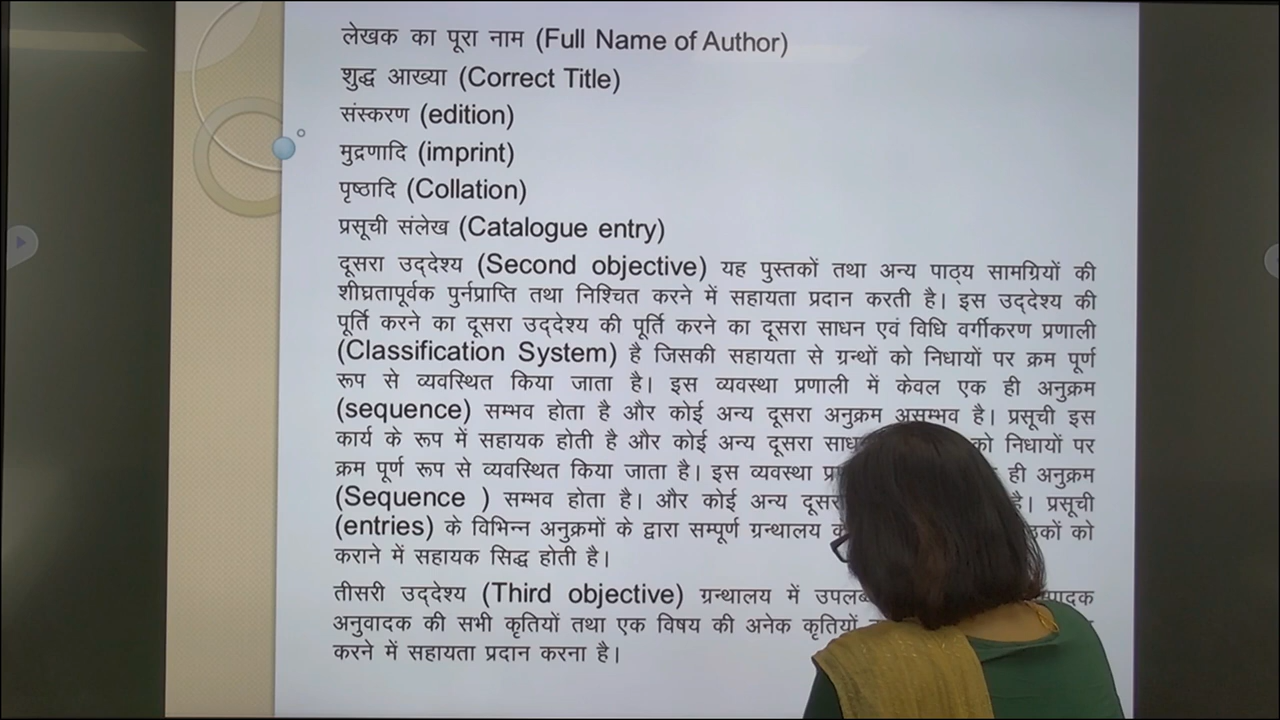 लेखक का पूरा नाम (Full Name of Author)
शुद्ध आख्या (Correct Title)
संस्करण (edition)
मुद्रणादि (imprint)
पृष्ठादि (Collation)
प्रसूची संलेख (Catalogue entry)
दूसरा उद्देश्य (Second objective) यह पुस्तकों तथा अन्य पाठ्य सामग्रियों की
शीघ्रतापूर्वक पुर्नप्राप्ति तथा निश्चित करने में सहायता प्रदान करती है। इस उद्देश्य की
पूर्ति करने का दूसरा उद्देश्य की पूर्ति करने का दूसरा साधन एवं विधि वर्गीकरण प्रणाली
(Classification System) है जिसकी सहायता से ग्रन्थों को निधायों पर क्रम पूर्ण
रूप से व्यवस्थित किया जाता है। इस व्यवस्था प्रणाली में केवल एक ही अनुक्रम
(sequence) सम्भव होता है और कोई अन्य दूसरा अनुक्रम असम्भव है। प्रसूची इस
कार्य के रूप में सहायक होती है और कोई अन्य दूसरा को निधायों पर
क्रम पूर्ण रूप से व्यवस्थित किया जाता है। इस व्यवस्था ही अनुक्रम
(Sequence ) सम्भव होता है। और कोई अन्य है। प्रसूची
(entries) के विभिन्न अनुक्रमों के द्वारा सम्पूर्ण ग्रन्थालय को
कराने में सहायक सिद्ध होती है।
तीसरी उद्देश्य (Third objective) ग्रन्थालय में
अनुवादक की सभी कृतियों तथा एक विषय की अनेक कृतियों
करने में सहायता प्रदान करना है।